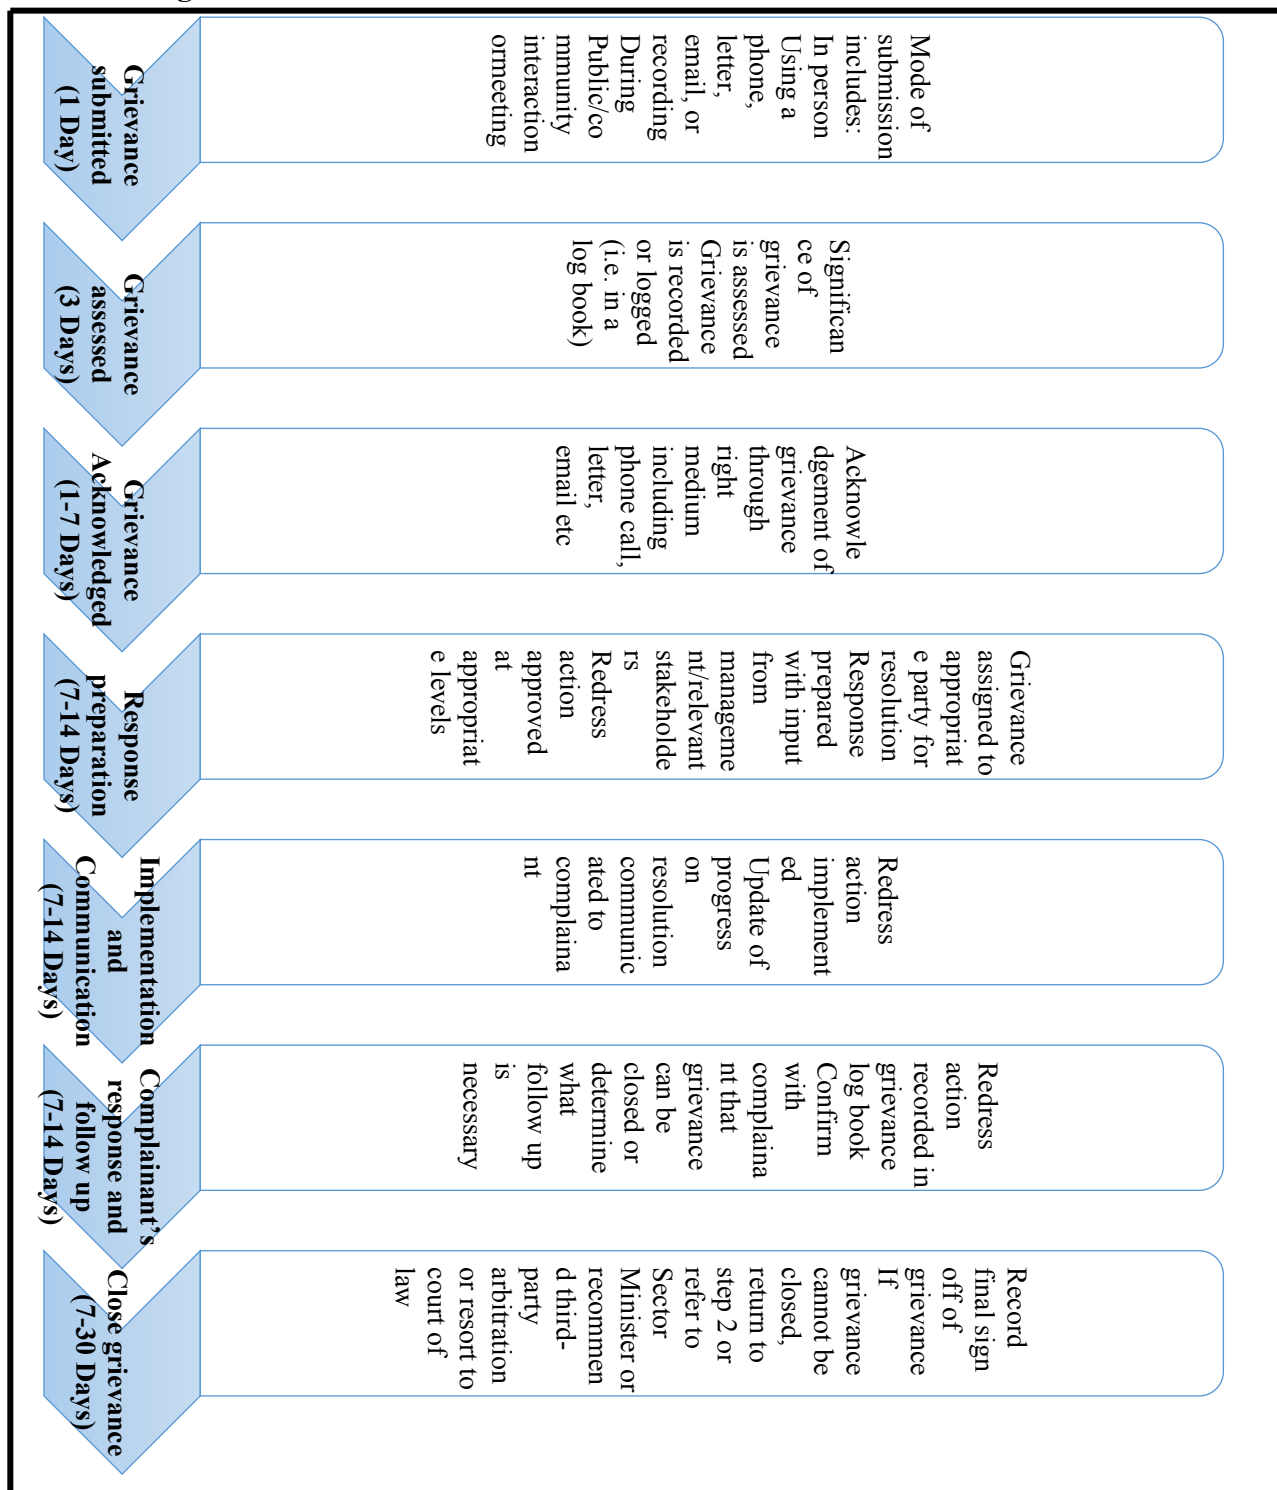 Grievance
submitted
(1 Day)
Mode of
submission
includes:
In person
Using a
phone,
letter,
email, or
recording
During
Public/co
mmunity
interaction
ormeeting
Grievance
assessed
(3 Days)
Significan
ce of
grievance
is assessed
Grievance
is recorded
or logged
(i.e. in a
log book)
Grievance
Acknowledged
(1-7 Days)
Acknowle
dgement of
grievance
through
right
medium
including
phone call,
letter,
email etc
Response
preparation
(7-14 Days)
Grievance
assigned to
appropriat
e party for
resolution
Response
prepared
with input
from
manageme
nt/relevant
stakeholde
rs
Redress
action
approved
at
appropriat
e levels
Implementation
and
Communication
(7-14 Days)
Redress
action
implement
ed
Update of
progress
on
resolution
communic
ated to
complaina
nt
Complainant’s
response and
follow up
(7-14 Days)
Redress
action
recorded in
grievance
log book
Confirm
with
complaina
nt that
grievance
can be
closed or
determine
what
follow up
is
necessary
Close grievance
(7-30 Days)
Record
final sign
off of
grievance
If
grievance
cannot be
closed,
return to
step 2 or
refer to
Sector
Minister or
recommen
d third-
party
arbitration
or resort to
court of
law